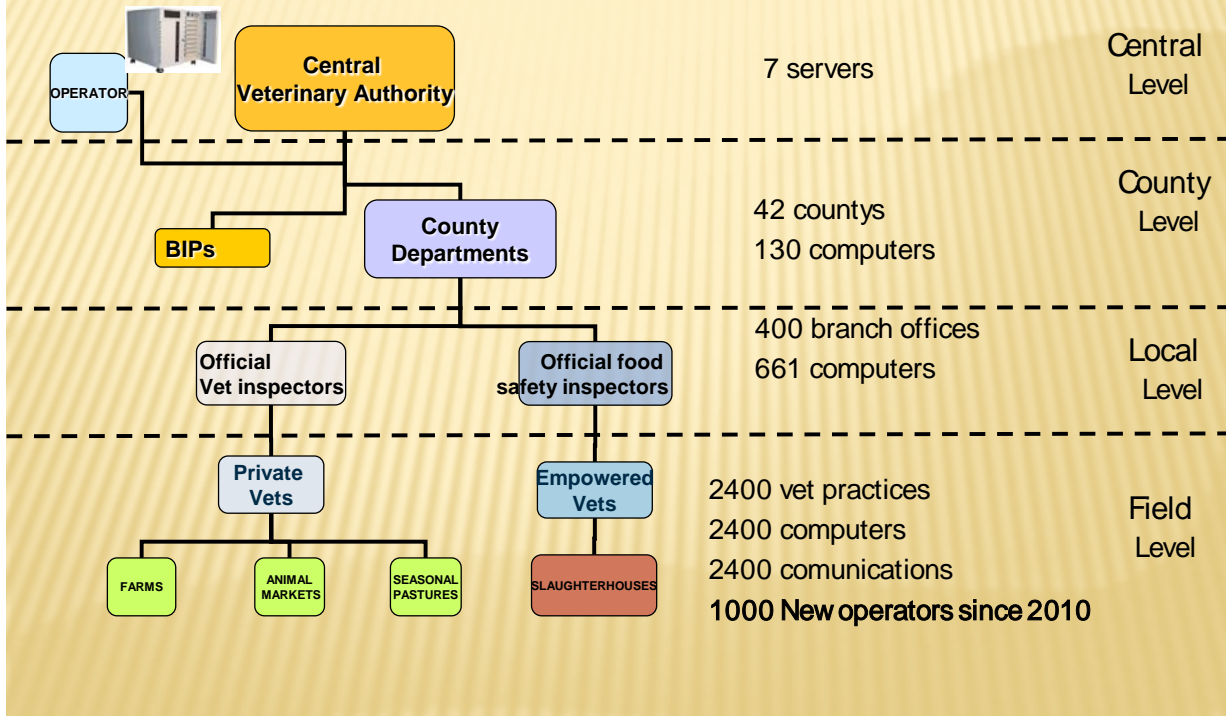 Central
Veterinary Authority
OPERATOR
7 servers
Central
Level
BIPs
County
Departments
42 countys
130 computers
County
Level
Official
Vet inspectors
Official food
safety inspectors
400 branch offices
661 computers
Local
Level
Private
Vets
Empowered
Vets
FARMS
ANIMAL
MARKETS
SEASONAL
PASTURES
SLAUGHTERHOUSES
2400 vet practices
2400 computers
2400 comunications
1000 New operators since 2010
Field
Level